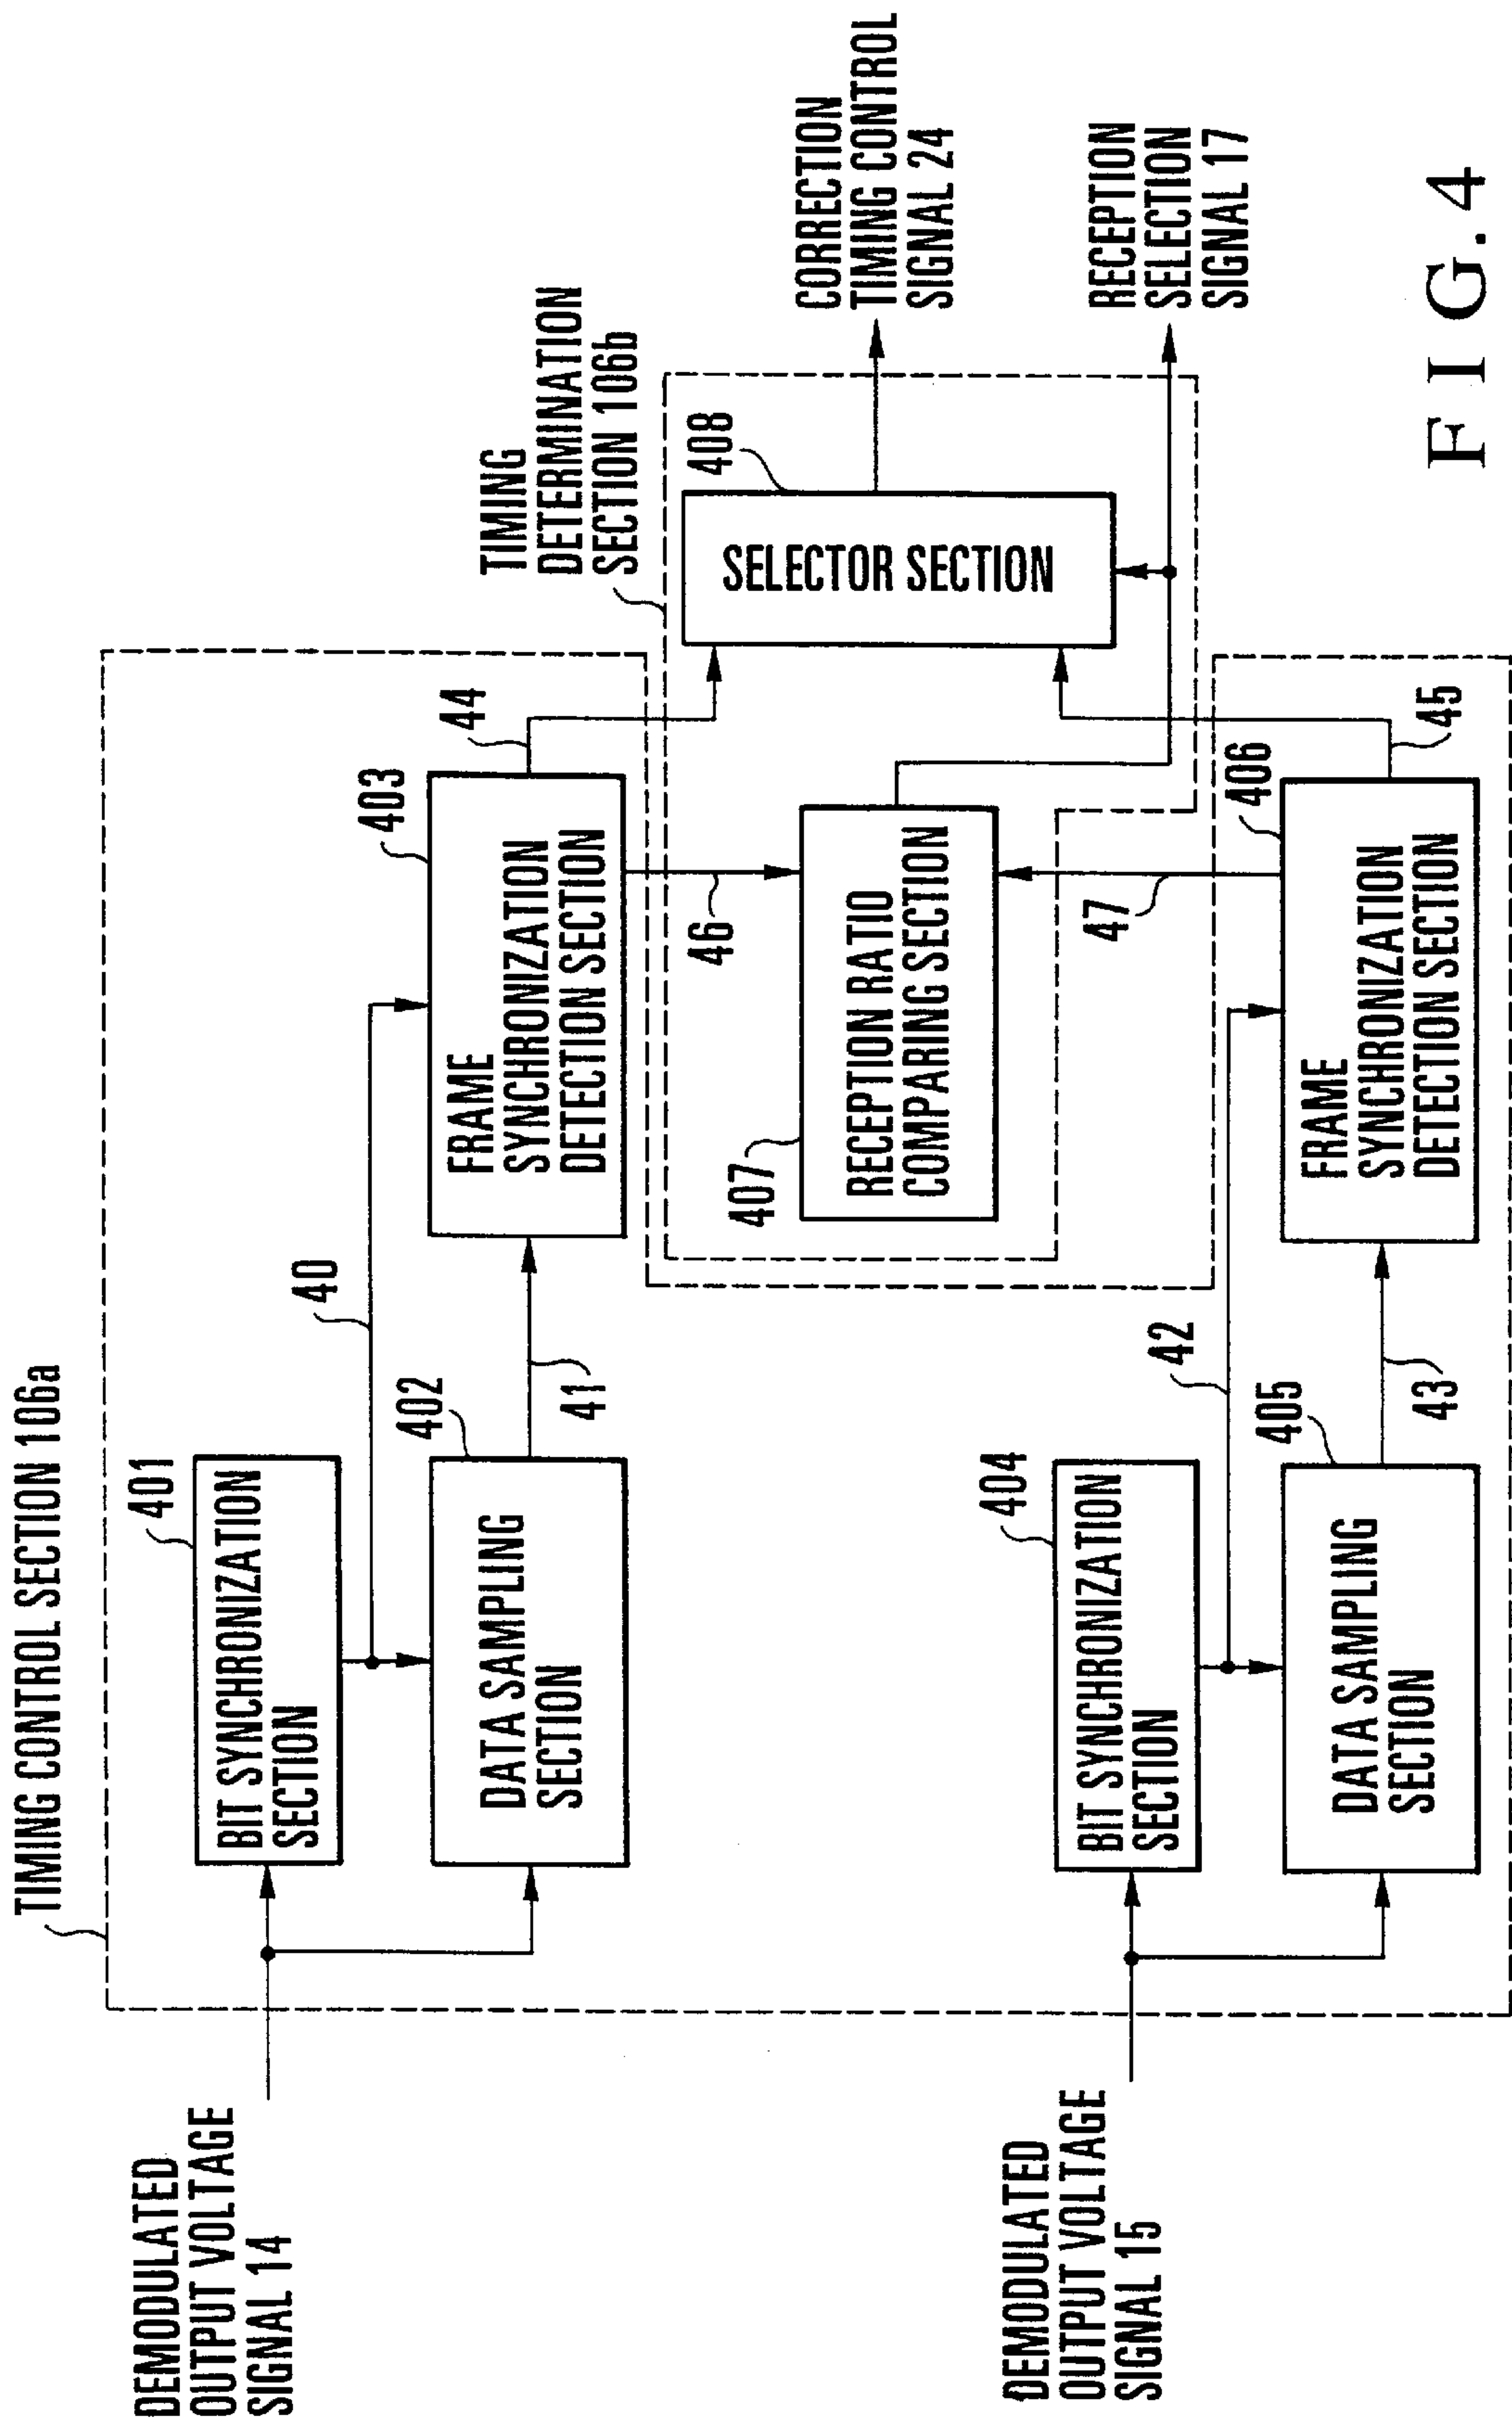 TIMING CONTROL SECTION 106a
DEMODULATED
OUTPUT VOLTAGE
SIGNAL 14
401
BIT SYNCHRONIZATION
SECTION
40
402
DATA SAMPLING
SECTION
41
403
FRAME
SYNCHRONIZATION
DETECTION SECTION
44
46
TIMING
DETERMINATION
SECTION 106b
407
RECEPTION RATIO
COMPARING SECTION
408
SELECTOR SECTION
CORRECTION
TIMING CONTROL
SIGNAL 24
RECEPTION
SELECTION
SIGNAL 17
DEMODULATED
OUTPUT VOLTAGE
SIGNAL 15
404
BIT SYNCHRONIZATION
SECTION
42
405
DATA SAMPLING
SECTION
43
47
406
FRAME
SYNCHRONIZATION
DETECTION SECTION
45
FIG. 4